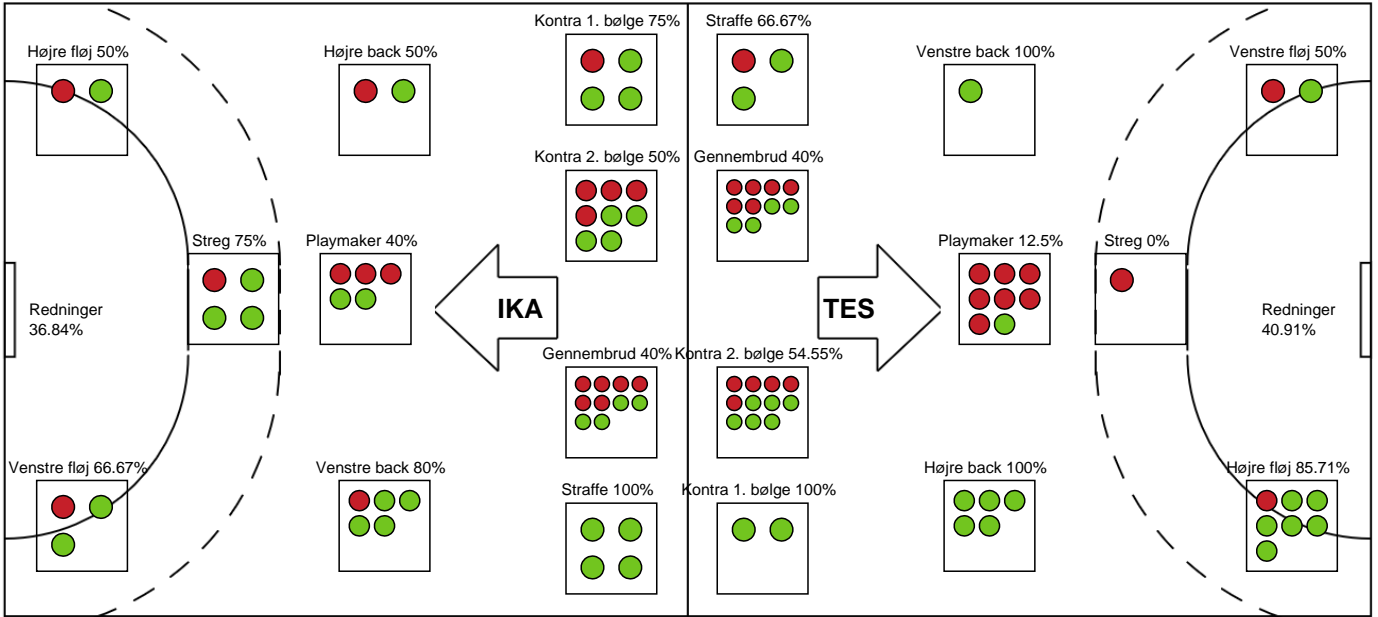 Kontra 1. bølge 75%
Straffe 66.67%
Højre fløj 50%
Højre back 50%
Venstre back 100%
Venstre fløj 50%
Kontra 2. bølge 50%
Gennembrud 40%
Streg 75%
Playmaker 40%
Playmaker 12.5%
Streg 0%
Redninger
36.84%
IKA
TES
Redninger
40.91%
Gennembrud 40%
Kontra 2. bølge 54.55%
Venstre fløj 66.67%
Venstre back 80%
Straffe 100%
Kontra 1. bølge 100%
Højre back 100%
Højre fløj 85.71%